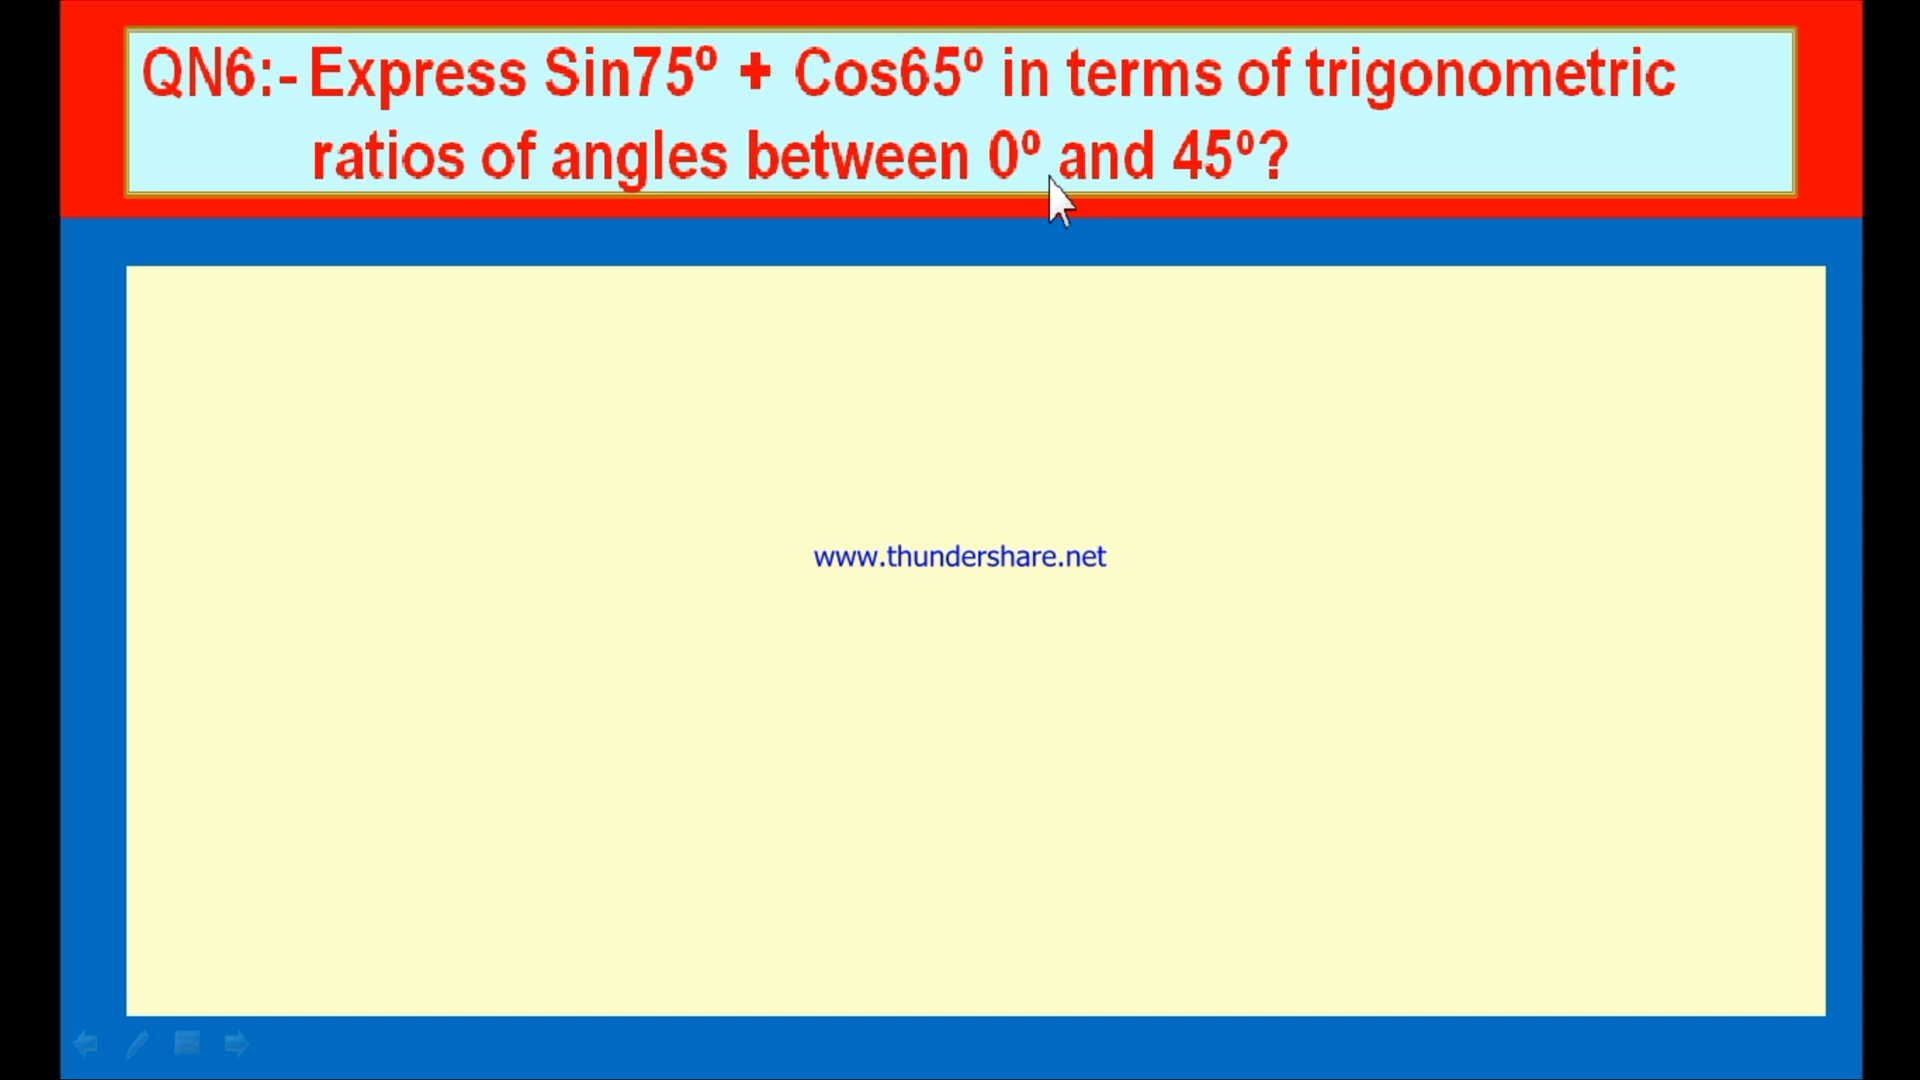 QN6:- Express Sin75º + Cos65º in terms of trigonometric
ratios of angles between 0º and 45º?
www.thundershare.net